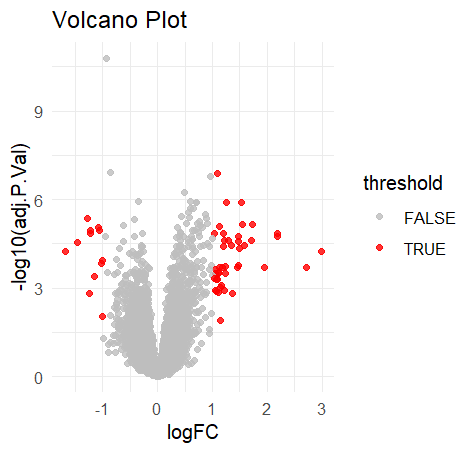 Volcano Plot
-log10(adj.P.Val)
9
6
3
0
-1
0
1
2
3
logFC
threshold
FALSE
TRUE